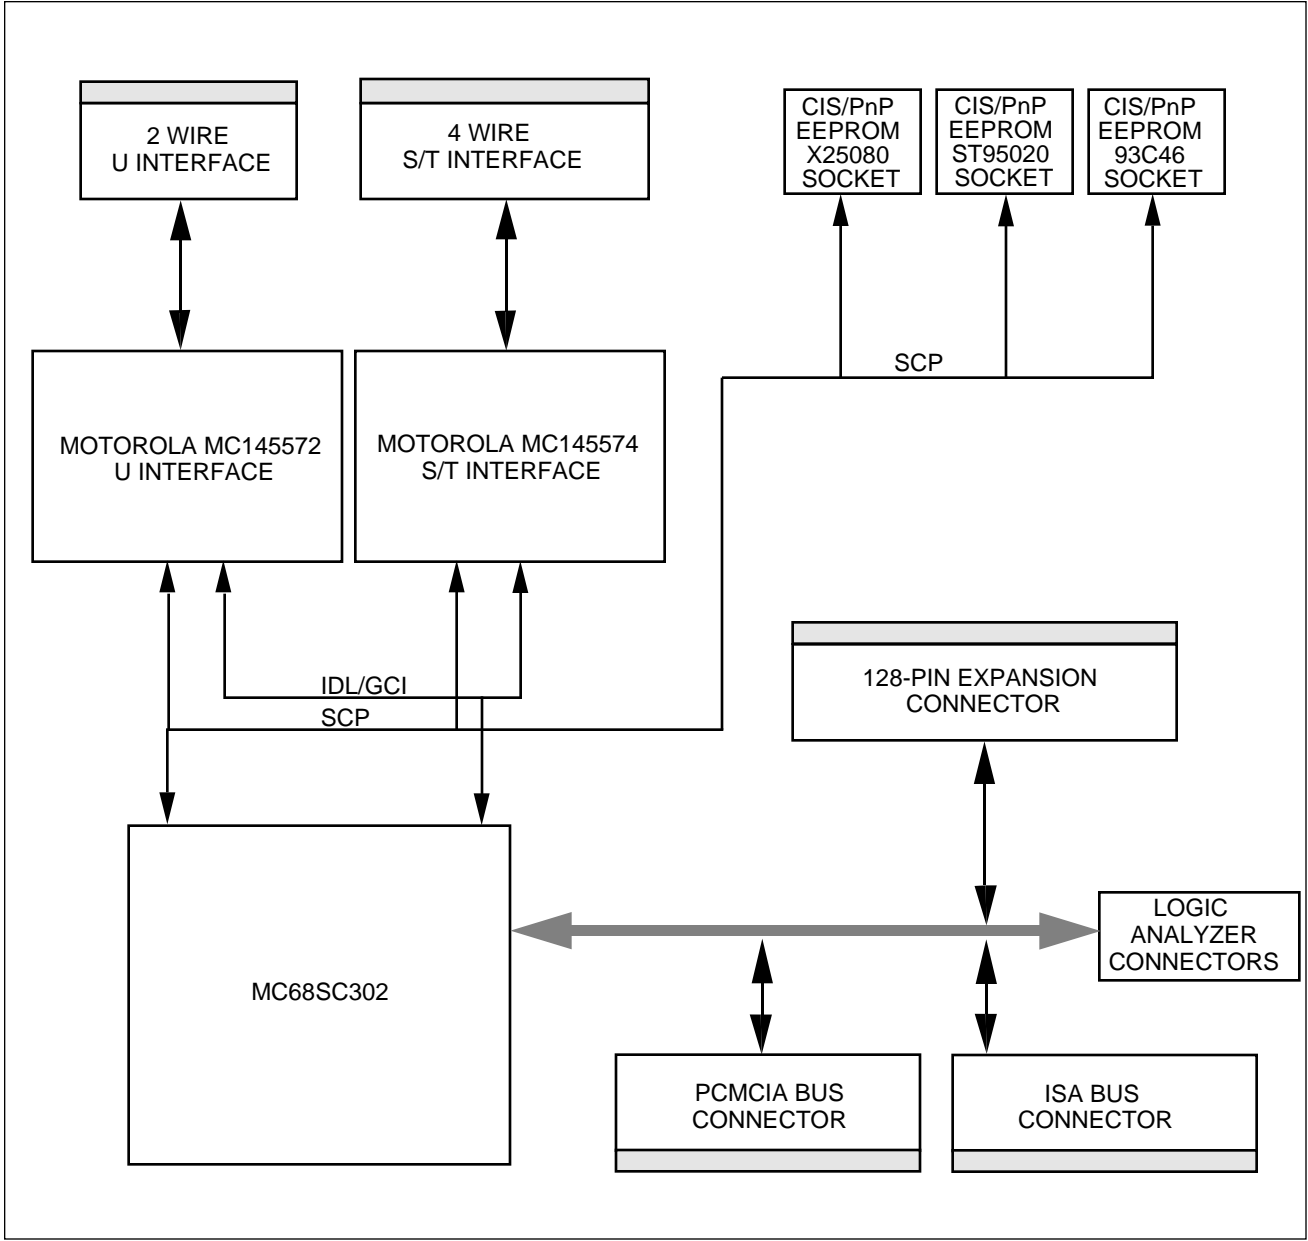 2 WIRE
U INTERFACE
4 WIRE
S/T INTERFACE
CIS/PnP
EEPROM
X25080
SOCKET
CIS/PnP
EEPROM
ST95020
SOCKET
CIS/PnP
EEPROM
93C46
SOCKET
SCP
MOTOROLA MC145572
U INTERFACE
MOTOROLA MC145574
S/T INTERFACE
IDL/GCI
SCP
128-PIN EXPANSION
CONNECTOR
LOGIC
ANALYZER
CONNECTORS
MC68SC302
PCMCIA BUS
CONNECTOR
ISA BUS
CONNECTOR